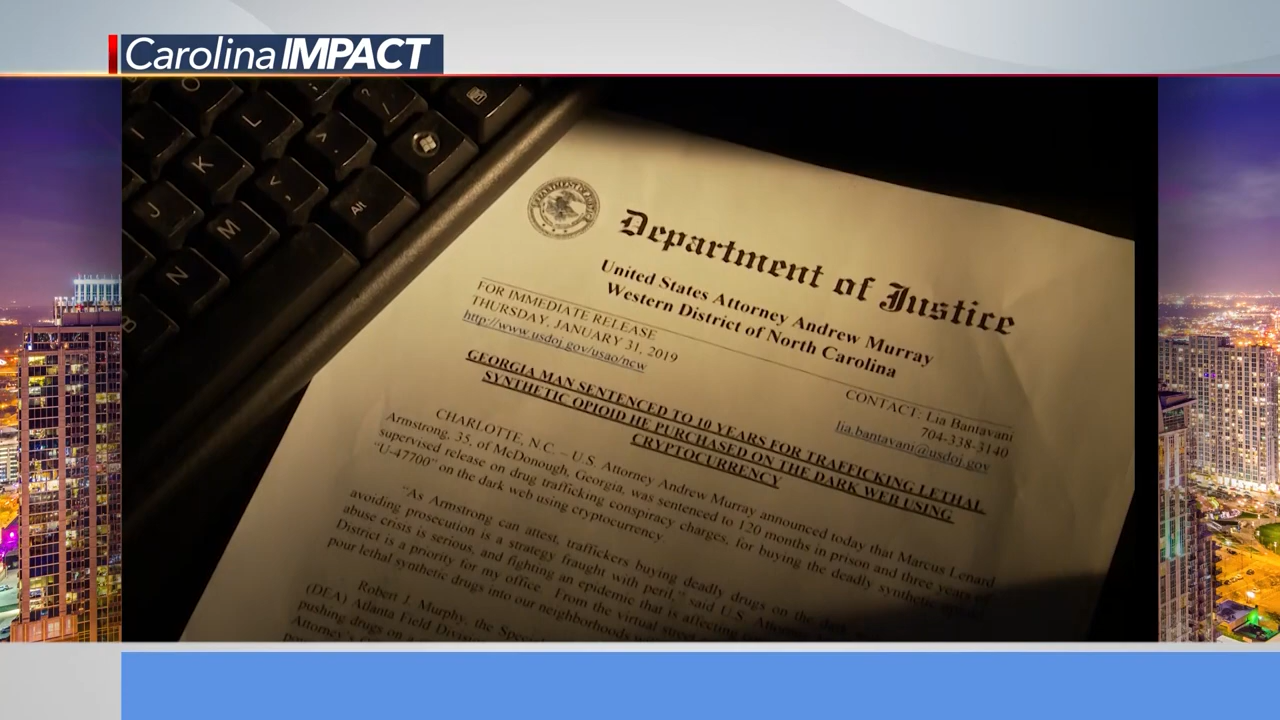 Carolina IMPACT
Department of Justice
United States Attorney Andrew Murray
Western District of North Carolina
FOR IMMEDIATE RELEASE
THURSDAY, JANUARY 31, 2019
http://www.usdoj.gov/usao/ncw
CONTACT: Lia Bantavani
704-338-3140
lia.bantavani@usdoj.gov
GEORGIA MAN SENTENCED TO 10 YEARS FOR TRAFFICKING LETHAL
SYNTHETIC OPIOID HE PURCHASED ON THE DARK WEB USING
CRYPTOCURRENCY
CHARLOTTE, N.C. – U.S. Attorney Andrew Murray announced today that Marcus Lenard
Armstrong, 35, of McDonough, Georgia, was sentenced to 120 months in prison and three years of
supervised release on drug trafficking conspiracy charges, for buying the deadly synthetic
"U-47700" on the dark web using cryptocurrency
"As Armstrong can attest, traffickers buying deadly drugs on the dark
avoiding prosecution is a strategy fraught with peril," said U.S. Attorney
abuse crisis is serious, and fighting an epidemic that is affecting
District is a priority for my office. From the virtual street
pour lethal synthetic drugs into our neighborhoods
Robert J. Murphy, the
(DEA) Atlanta Field
pushing drugs on
O
?
/
I
L
>
.
K
<
,
Alt
J
M
N
B